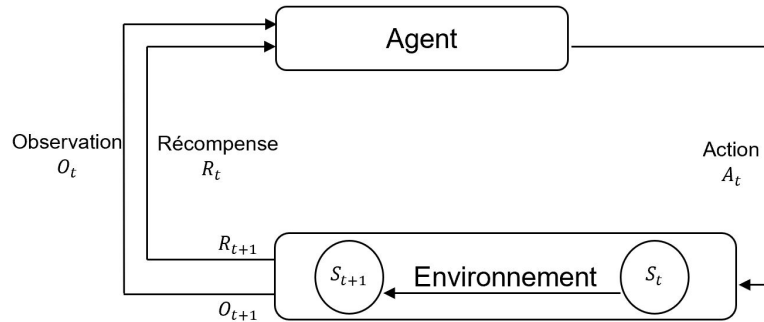 Agent
Observation
O_t
Récompense
R_t
Action
A_t
R_{t+1}
S_{t+1}
Environnement
S_t
O_{t+1}